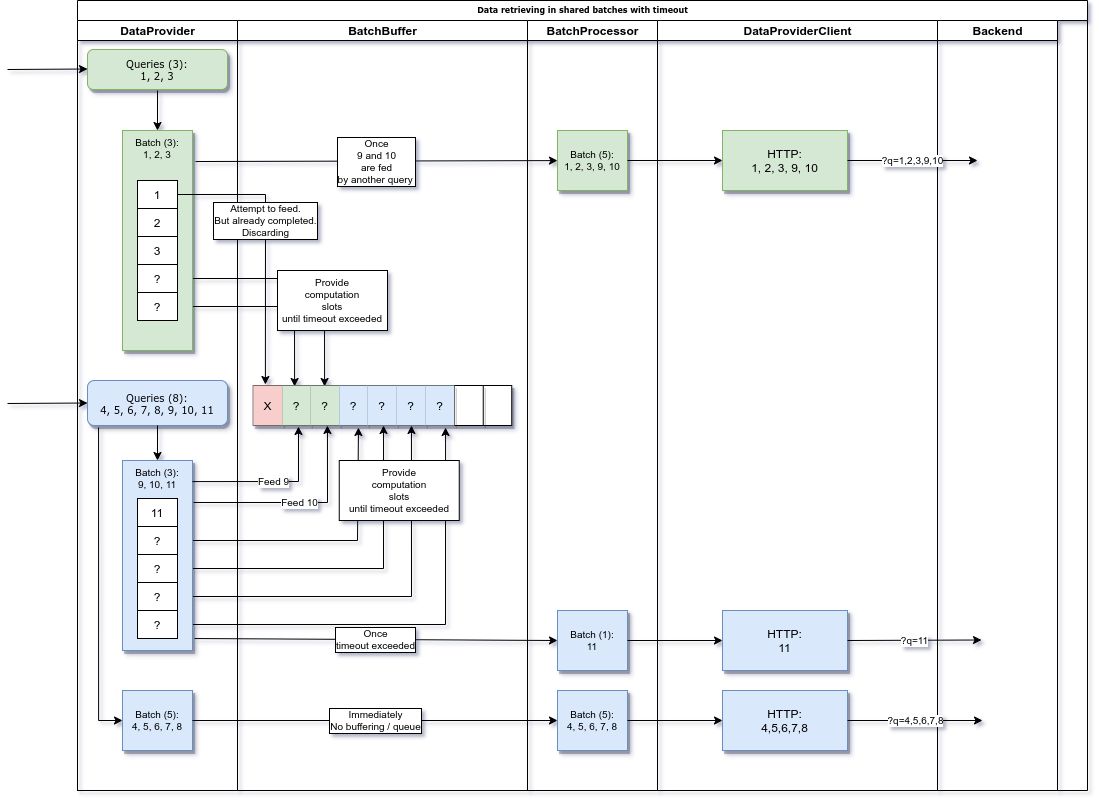 Data retrieving in shared batches with timeout
DataProvider
BatchBuffer
BatchProcessor
DataProviderClient
Backend
Queries (3):
1, 2, 3
Batch (3):
1, 2, 3
1
2
3
?
?
Once
9 and 10
are fed
by another query
Batch (5):
1, 2, 3, 9, 10
HTTP:
1, 2, 3, 9, 10
?q=1,2,3,9,10
Attempt to feed.
But already completed.
Discarding
Provide
computation
slots
until timeout exceeded
Queries (8):
4, 5, 6, 7, 8, 9, 10, 11
X
?
?
?
?
?
?
Batch (3):
9, 10, 11
11
?
?
?
?
Feed 9
Feed 10
Provide
computation
slots
until timeout exceeded
Once
timeout exceeded
Batch (1):
11
HTTP:
11
?q=11
Batch (5):
4, 5, 6, 7, 8
Immediately
No buffering / queue
Batch (5):
4, 5, 6, 7, 8
HTTP:
4,5,6,7,8
?q=4,5,6,7,8